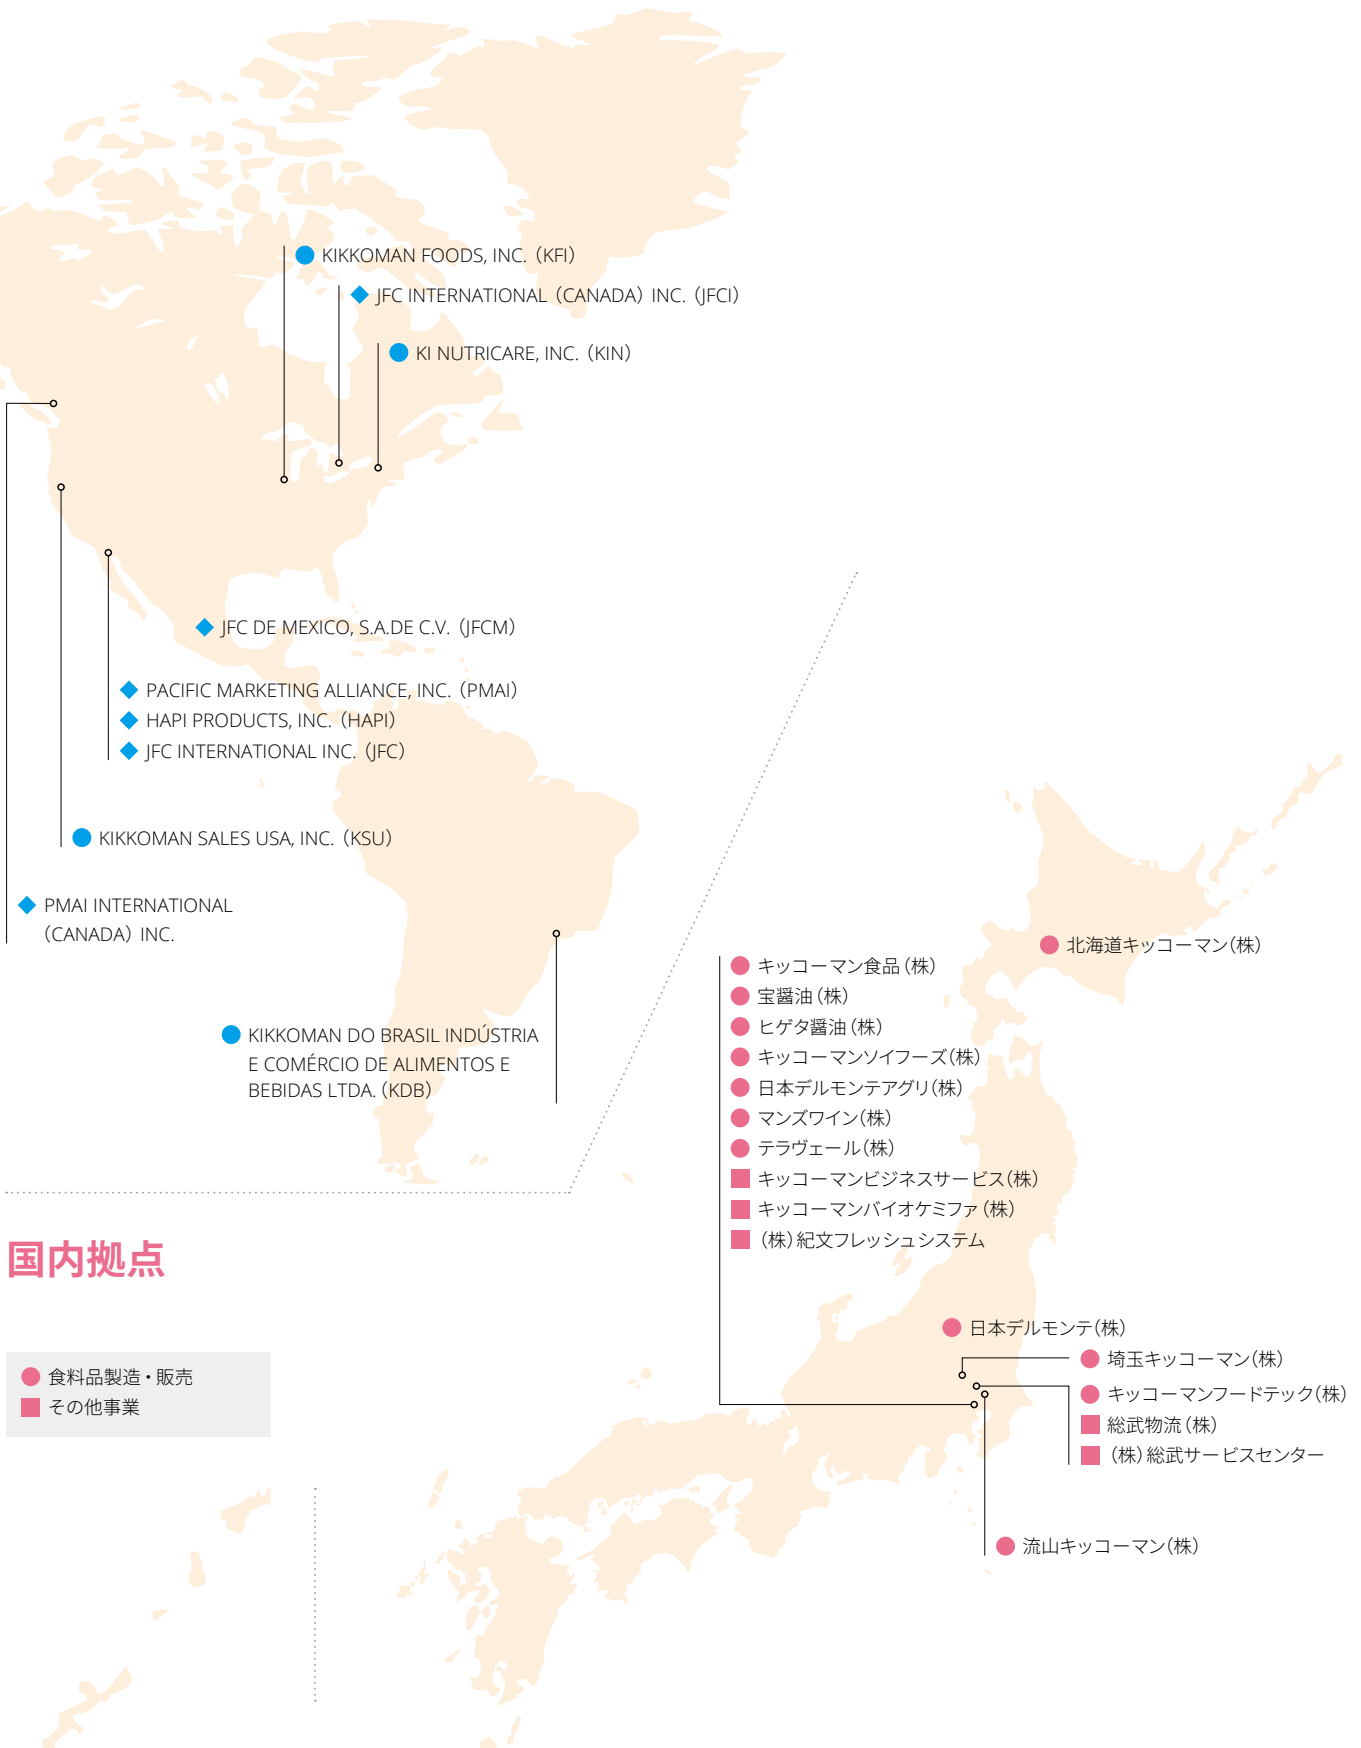 KIKKOMAN FOODS, INC.（KFI）
JFC INTERNATIONAL（CANADA）INC.（JFCI）
KI NUTRICARE, INC.（KIN）
JFC DE MEXICO, S.A.DE C.V.（JFCM）
PACIFIC MARKETING ALLIANCE, INC.（PMAI）
HAPI PRODUCTS, INC.（HAPI）
JFC INTERNATIONAL INC.（JFC）
KIKKOMAN SALES USA, INC.（KSU）
PMAI INTERNATIONAL
（CANADA）INC.
KIKKOMAN DO BRASIL INDÚSTRIA
E COMÉRCIO DE ALIMENTOS E
BEBIDAS LTDA.（KDB）
国内拠点
食料品製造・販売
その他事業
北海道キッコーマン（株）
キッコーマン食品（株）
宝醤油（株）
ヒゲタ醤油（株）
キッコーマンソイフーズ（株）
日本デルモンテアグリ（株）
マンズワイン（株）
テラヴェール（株）
キッコーマンビジネスサービス（株）
キッコーマンバイオケミファ（株）
（株）紀文フレッシュシステム
日本デルモンテ（株）
埼玉キッコーマン（株）
キッコーマンフードテック（株）
総武物流（株）
（株）総武サービスセンター
流山キッコーマン（株）